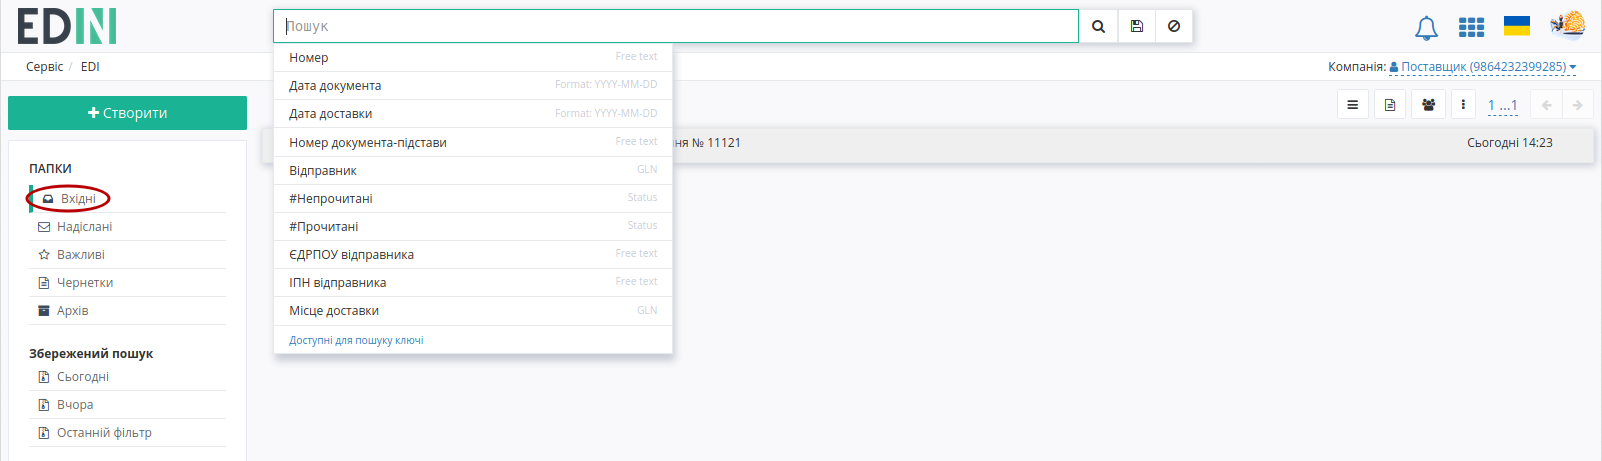 EDIN
Пошук
Сервіс / EDI
Компанія: Поставщик (9864232399285)
Створити
1 ...1
ня № 11121 Сьогодні 14:23
ПАПКИ
Вхідні
Надіслані
Важливі
Чернетки
Архів
Збережений пошук
Сьогодні
Вчора
Останній фільтр
Номер Free text
Дата документа Format: YYYY-MM-DD
Дата доставки Format: YYYY-MM-DD
Номер документа-підстави Free text
Відправник GLN
#Непрочитані Status
#Прочитані Status
ЄДРПОУ відправника Free text
ІПН відправника Free text
Місце доставки GLN
Доступні для пошуку ключі